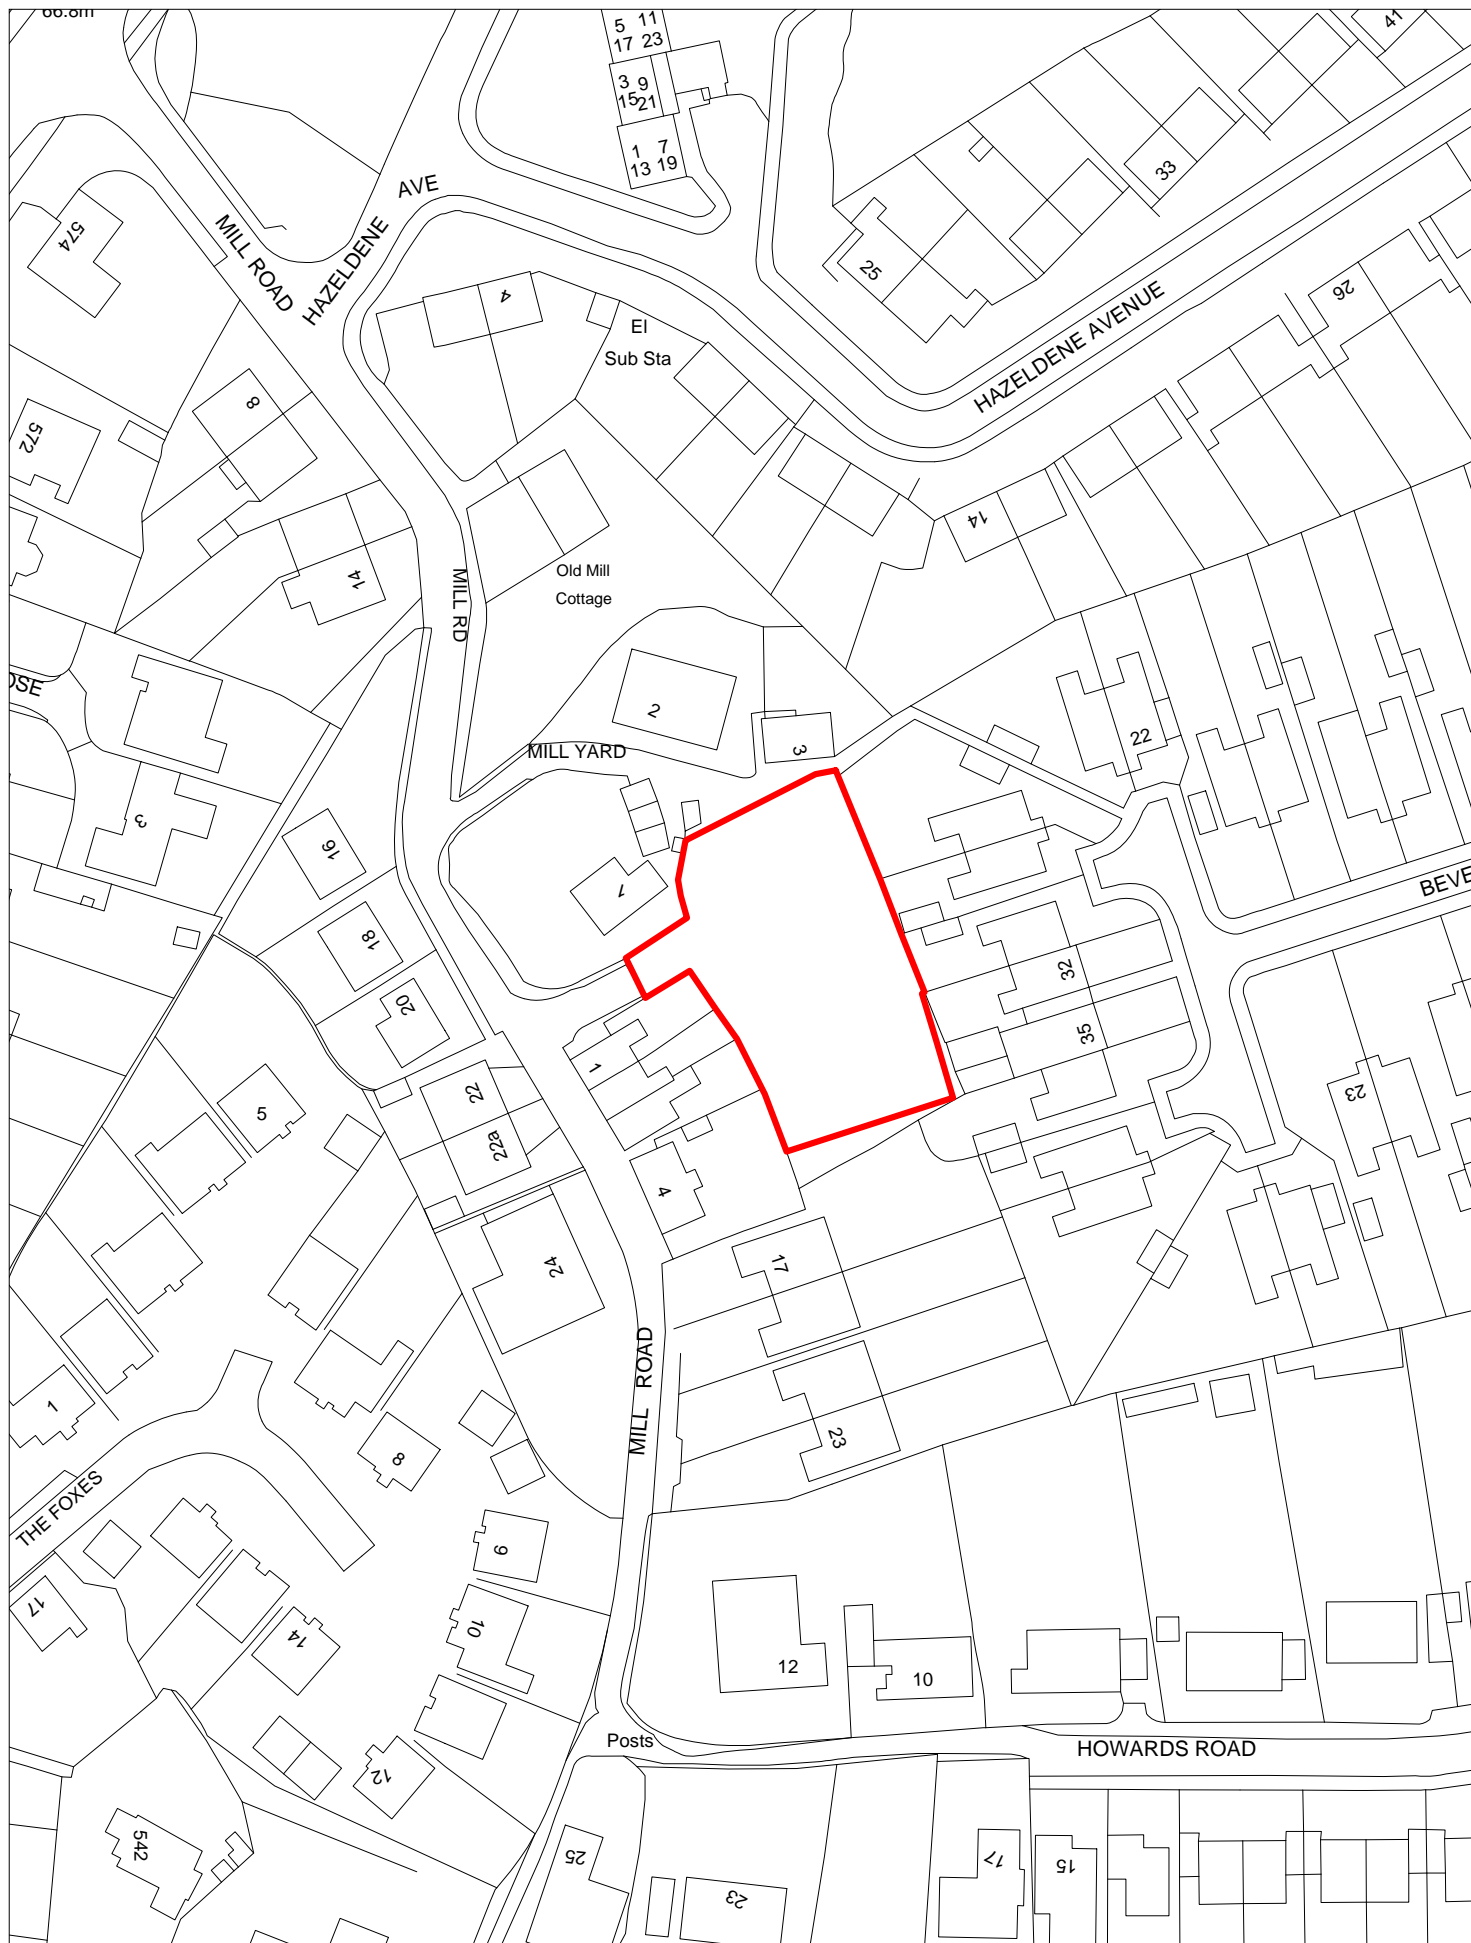 66.8m
5 11
17 23
3 9
15 21
1 7
13 19
41
33
25
26
HAZELDENE AVENUE
HAZELDENE AVE
MILL ROAD
574
572
8
14
4
El
Sub Sta
14
Old Mill
Cottage
MILL RD
2
3
MILL YARD
1
22
OSE
3
16
18
20
22
22a
24
1
4
32
35
BEVE
23
5
17
23
MILL ROAD
1
8
THE FOXES
17
14
9
10
12
12
10
Posts
HOWARDS ROAD
542
25
23
17
15